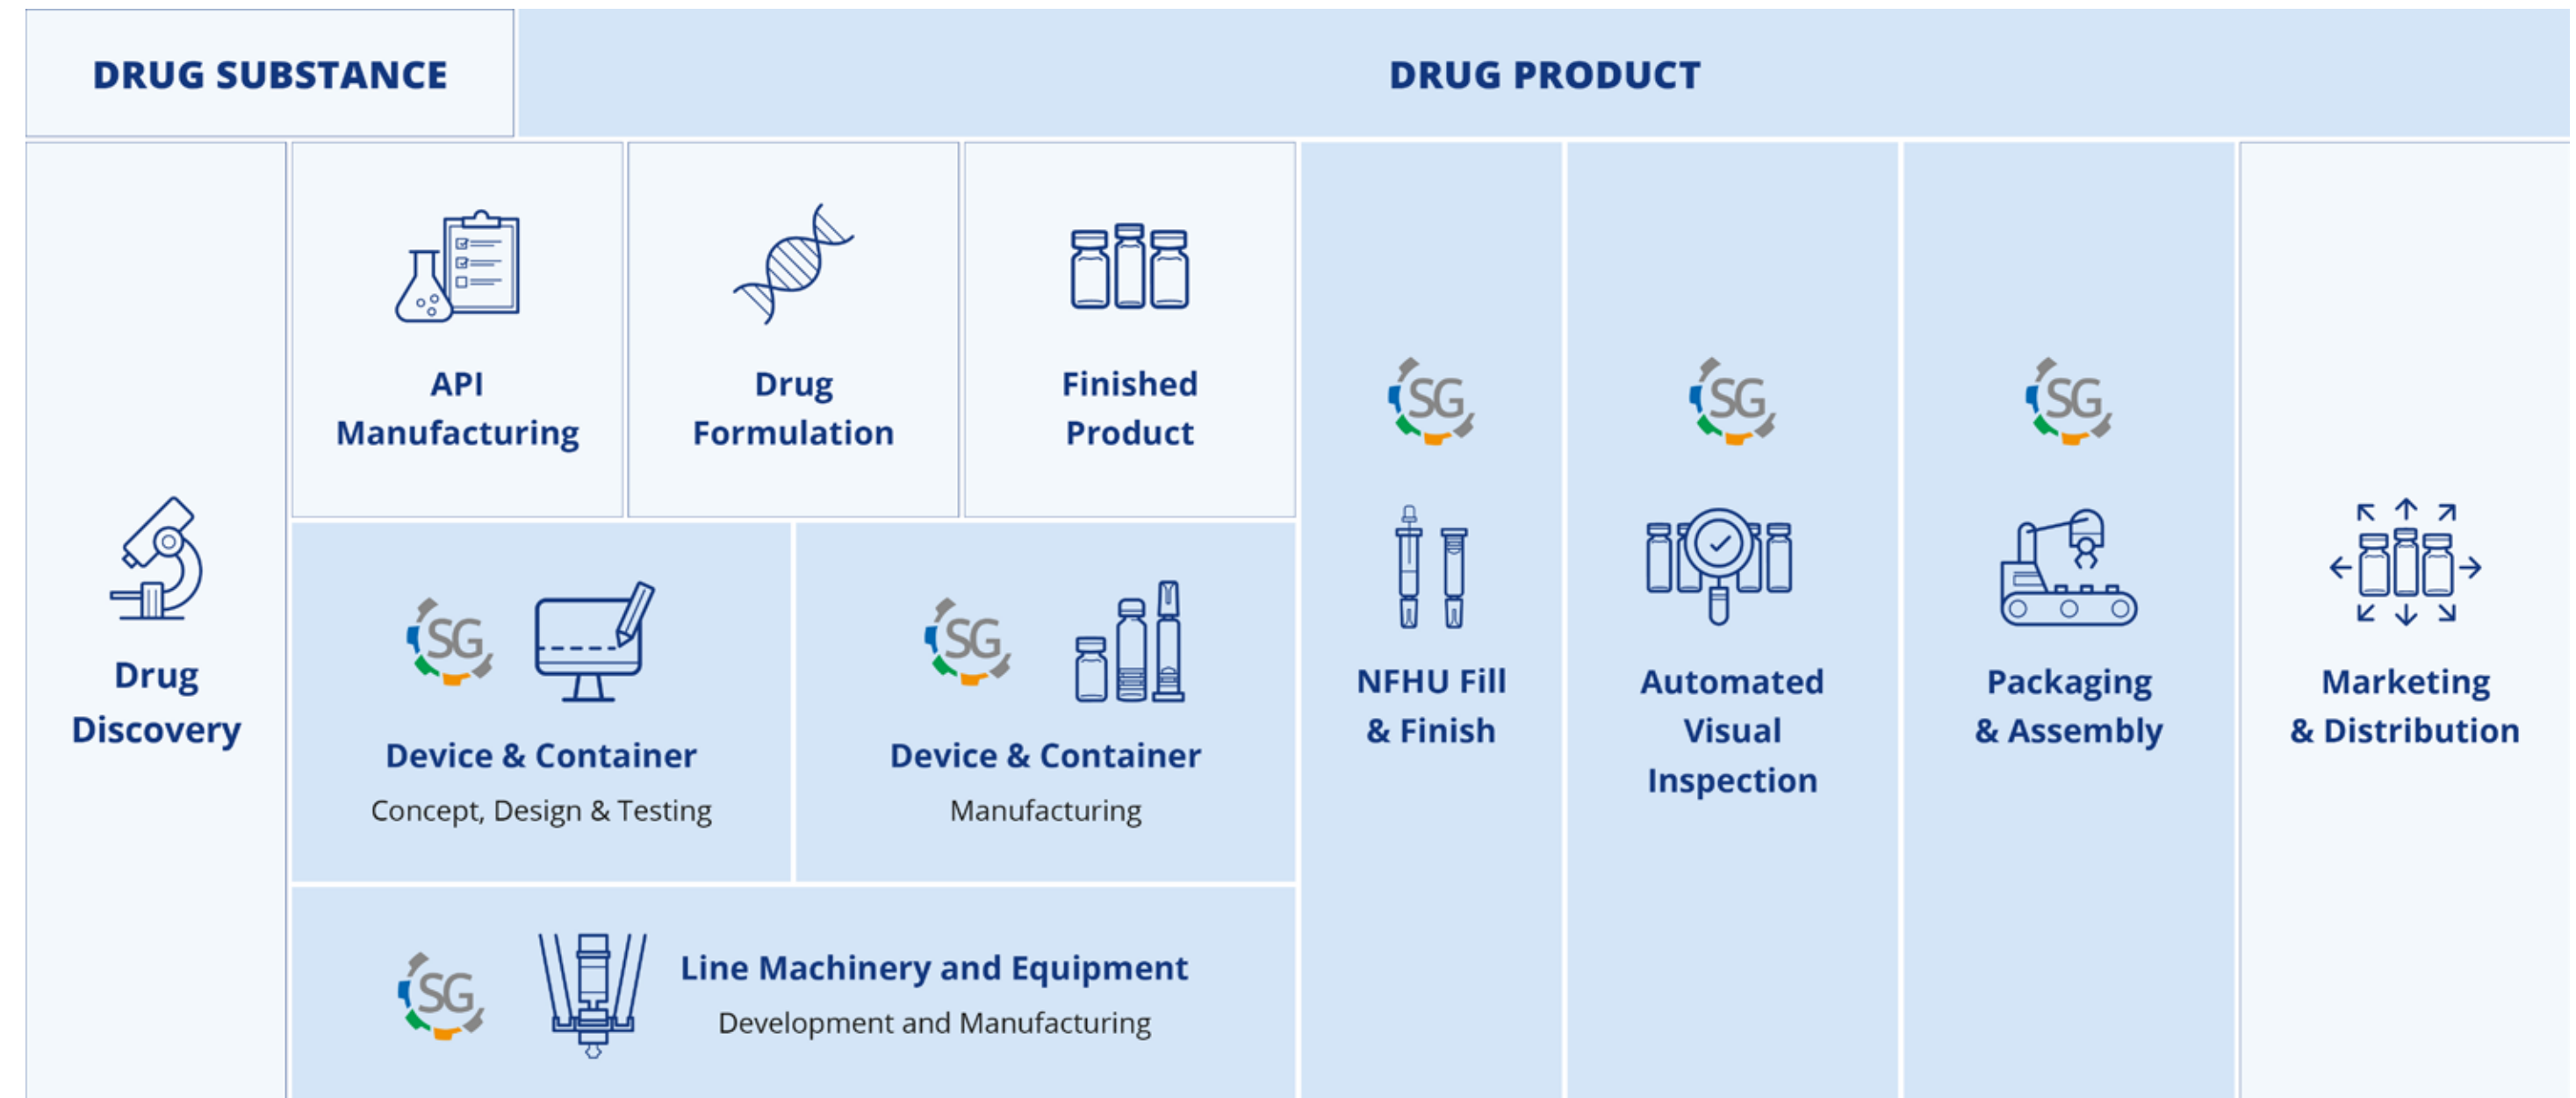 DRUG SUBSTANCE
DRUG PRODUCT
Drug
Discovery
API
Manufacturing
Drug
Formulation
Finished
Product
SG
Device & Container
Concept, Design & Testing
SG
Device & Container
Manufacturing
SG
Line Machinery and Equipment
Development and Manufacturing
SG
NFHU Fill
& Finish
SG
Automated
Visual
Inspection
SG
Packaging
& Assembly
Marketing
& Distribution